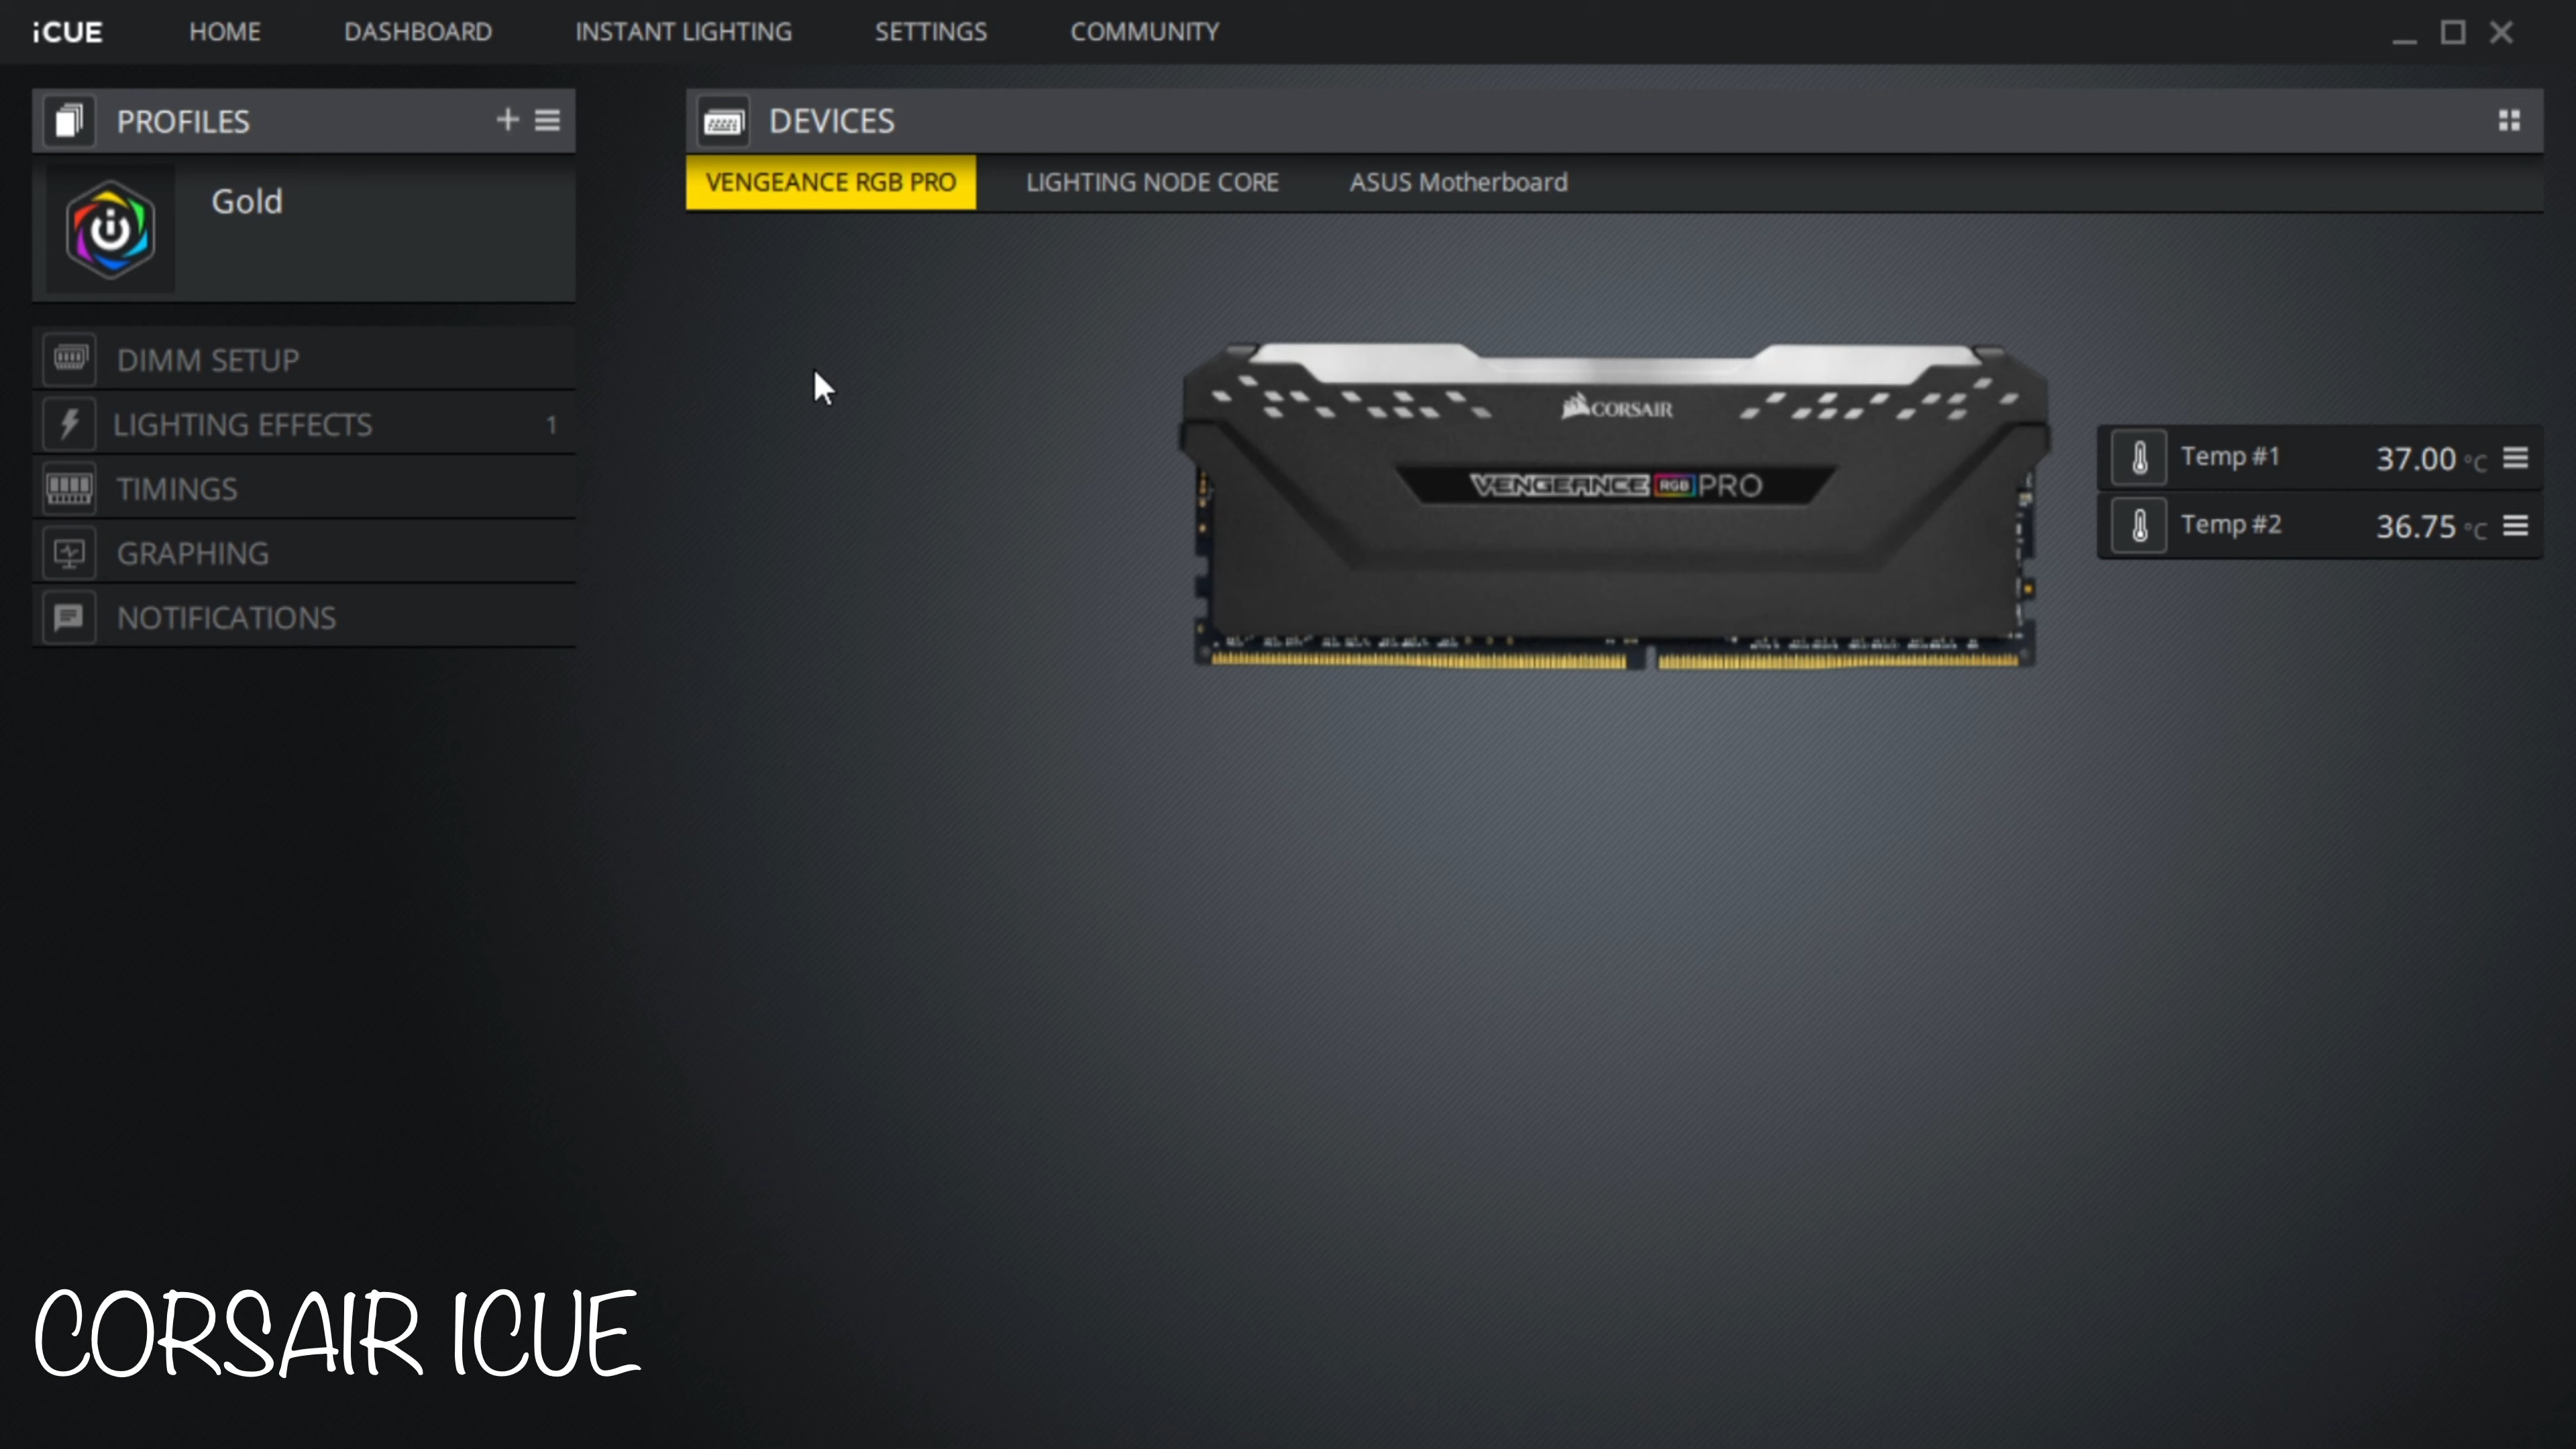 iCUE HOME DASHBOARD INSTANT LIGHTING SETTINGS COMMUNITY
PROFILES
Gold
DIMM SETUP
LIGHTING EFFECTS 1
TIMINGS
GRAPHING
NOTIFICATIONS
DEVICES
VENGEANCE RGB PRO LIGHTING NODE CORE ASUS Motherboard
CORSAIR
VENGEANCE RGB PRO
Temp #1 37.00 °C
Temp #2 36.75 °C
CORSAIR ICUE